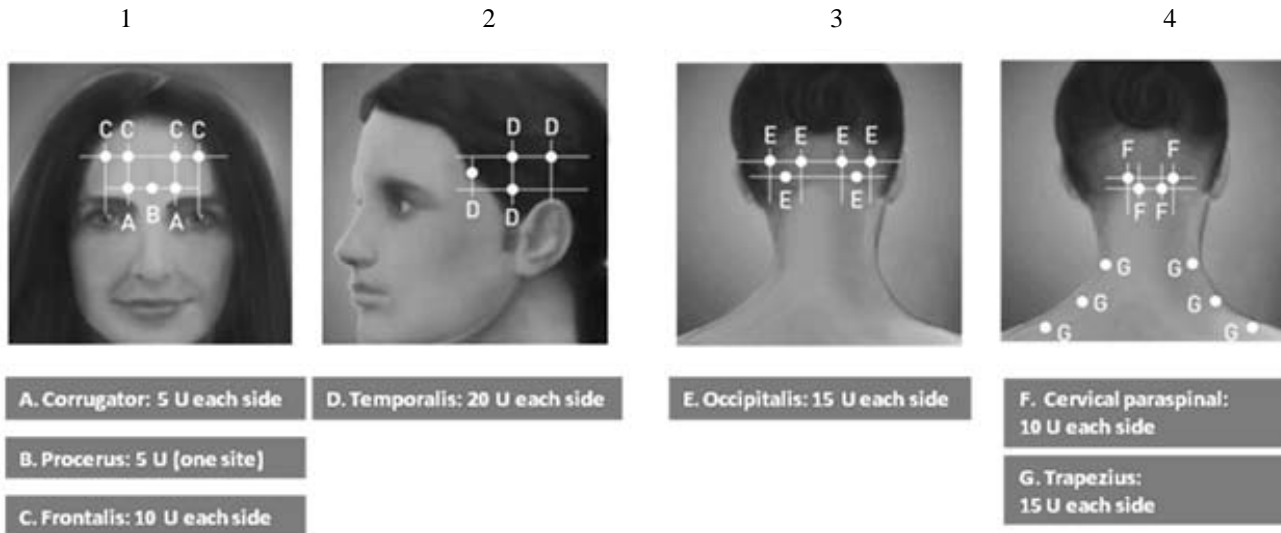 1 2 3 4
C C C C
A B A
D D
D D
E E E E
E E
F F
F F
G G
G G
G G
A. Corrugator: 5 U each side
B. Procerus: 5 U (one site)
C. Frontalis: 10 U each side
D. Temporalis: 20 U each side
E. Occipitalis: 15 U each side
F. Cervical paraspinal:
10 U each side
G. Trapezius:
15 U each side